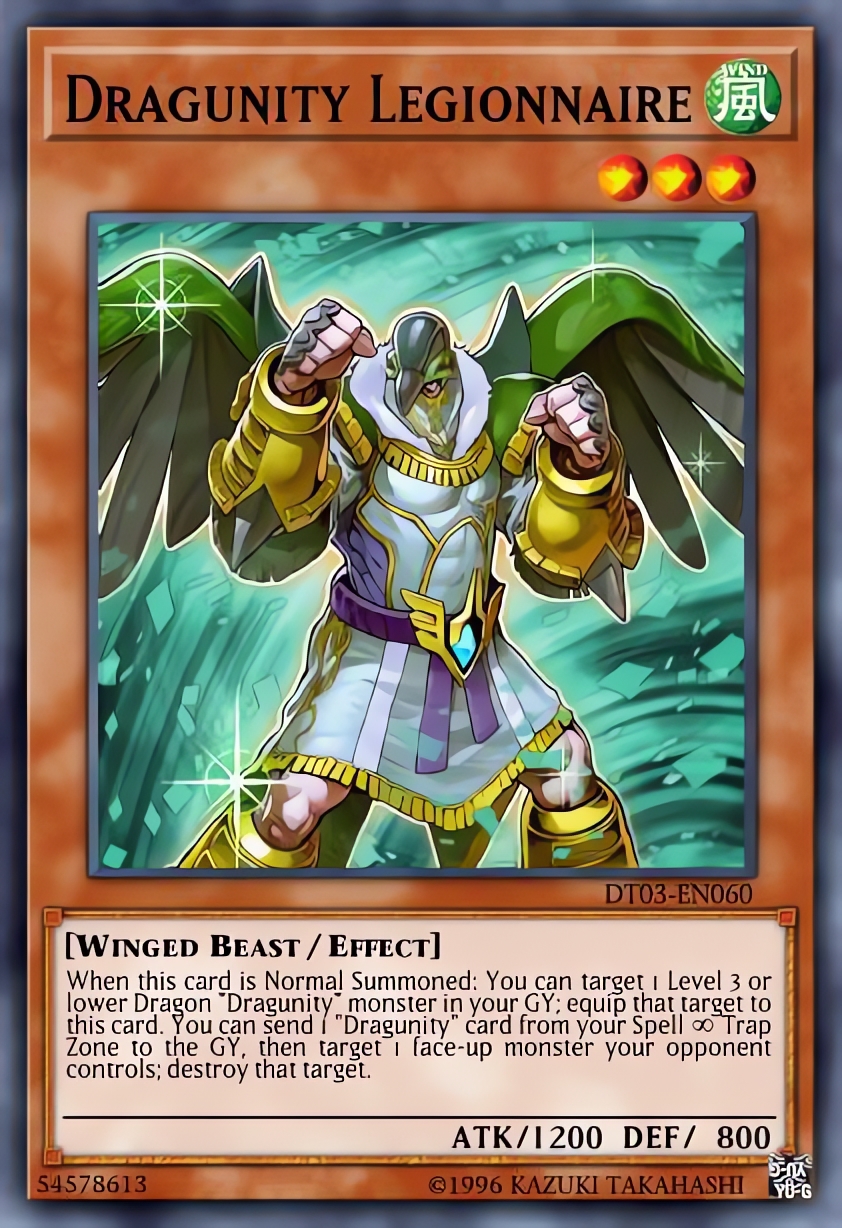 DRAGUNITY LEGIONNAIRE
WIND
風
DT03-EN060
[WINGED BEAST / EFFECT]
When this card is Normal Summoned: You can target 1 Level 3 or
lower Dragon "Dragunity" monster in your GY; equip that target to
this card. You can send 1 "Dragunity" card from your Spell ∞ Trap
Zone to the GY, then target 1 face-up monster your opponent
controls; destroy that target.
ATK/1200 DEF/ 800
54578613
©1996 KAZUKI TAKAHASHI